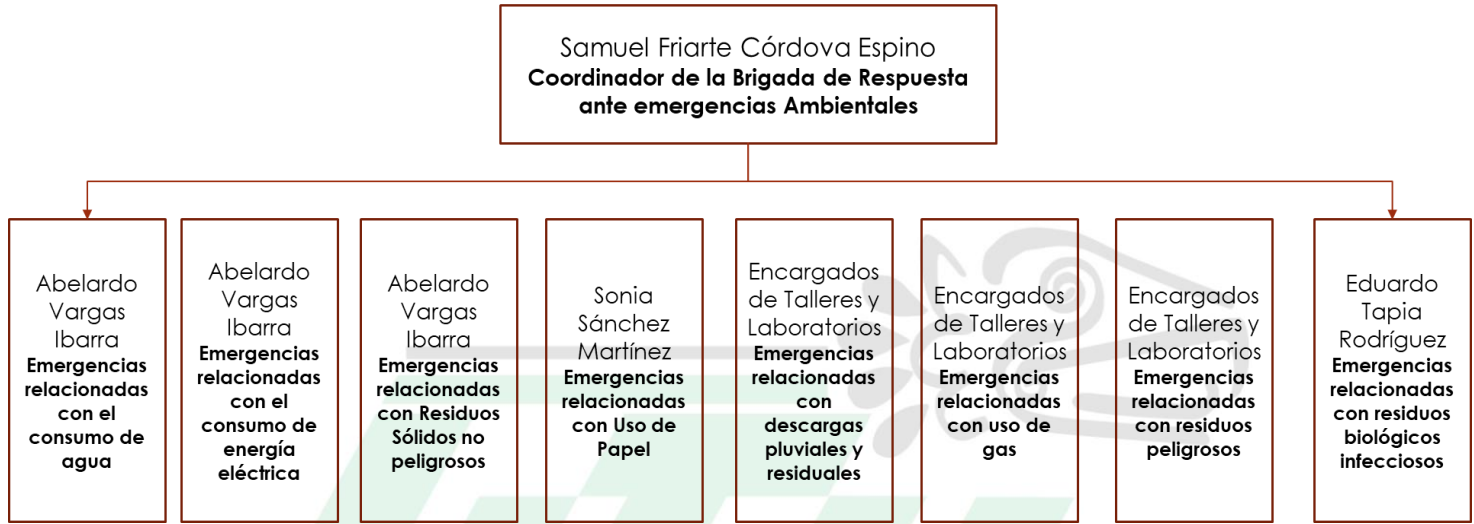 Samuel Friarte Córdova Espino
Coordinador de la Brigada de Respuesta
ante emergencias Ambientales
Abelardo
Vargas
Ibarra
Emergencias
relacionadas
con el
consumo de
agua
Abelardo
Vargas
Ibarra
Emergencias
relacionadas
con el
consumo de
energía
eléctrica
Abelardo
Vargas
Ibarra
Emergencias
relacionadas
con Residuos
Sólidos no
peligrosos
Sonia
Sánchez
Martínez
Emergencias
relacionadas
con Uso de
Papel
Encargados
de Talleres y
Laboratorios
Emergencias
relacionadas
con
descargas
pluviales y
residuales
Encargados
de Talleres y
Laboratorios
Emergencias
relacionadas
con uso de
gas
Encargados
de Talleres y
Laboratorios
Emergencias
relacionadas
con residuos
peligrosos
Eduardo
Tapia
Rodríguez
Emergencias
relacionadas
con residuos
biológicos
infecciosos